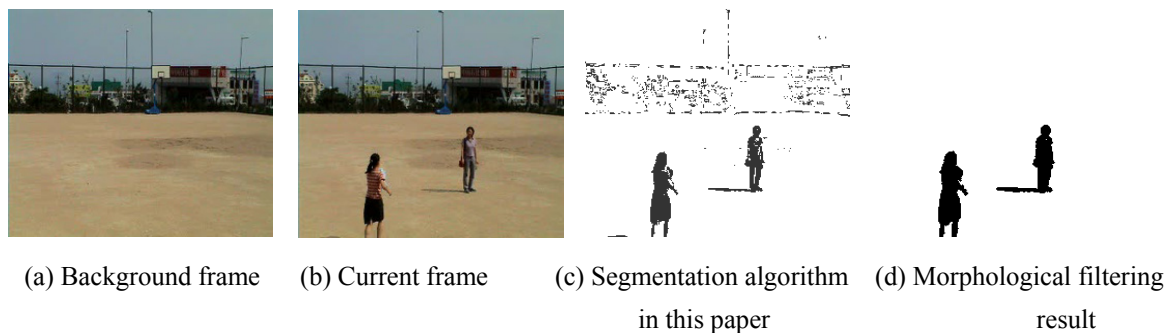 (a) Background frame
(b) Current frame
(c) Segmentation algorithm
in this paper
(d) Morphological filtering
result